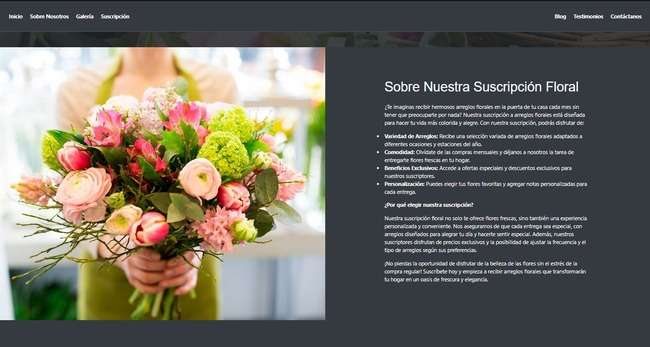 Inicio Sobre Nosotros Galería Suscripción Blog Testimonios Contáctanos
Sobre Nuestra Suscripción Floral
¿Te imaginas recibir hermosos arreglos florales en la puerta de tu casa cada mes sin
tener que preocuparte por nada? Nuestra suscripción a arreglos florales está diseñada
para hacer tu vida más colorida y alegre. Con nuestra suscripción, podrás disfrutar de:
Variedad de Arreglos: Recibe una selección variada de arreglos florales adaptados a
diferentes ocasiones y estaciones del año.
Comodidad: Olvídate de las compras mensuales y déjanos a nosotros la tarea de
entregarte flores frescas en tu hogar.
Beneficios Exclusivos: Accede a ofertas especiales y descuentos exclusivos para
nuestros suscriptores.
Personalización: Puedes elegir tus flores favoritas y agregar notas personalizadas para
cada entrega.
¿Por qué elegir nuestra suscripción?
Nuestra suscripción floral no solo te ofrece flores frescas, sino también una experiencia
personalizada y conveniente. Nos aseguramos de que cada entrega sea especial, con
arreglos diseñados para alegrar tu día y hacerte sentir especial. Además, nuestros
suscriptores disfrutan de precios exclusivos y la posibilidad de ajustar la frecuencia y el
tipo de arreglos según sus preferencias.
¡No pierdas la oportunidad de disfrutar de la belleza de las flores sin el estrés de la
compra regular! Suscríbete hoy y empieza a recibir arreglos florales que transformarán
tu hogar en un oasis de frescura y elegancia.